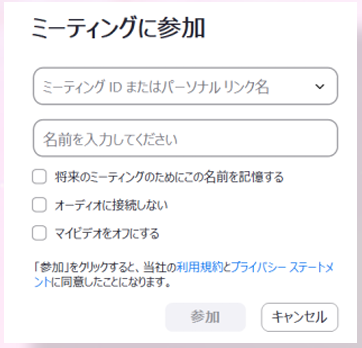 ミーティングに参加
ミーティング ID またはパーソナル リンク名
名前を入力してください
将来のミーティングのためにこの名前を記憶する
オーディオに接続しない
マイビデオをオフにする
「参加」をクリックすると、当社の利用規約とプライバシー ステートメ
ントに同意したことになります。
参加 キャンセル